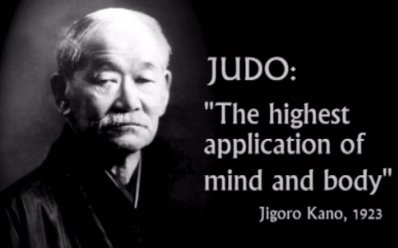 JUDO:
"The highest
application of
mind and body"
Jigoro Kano, 1923